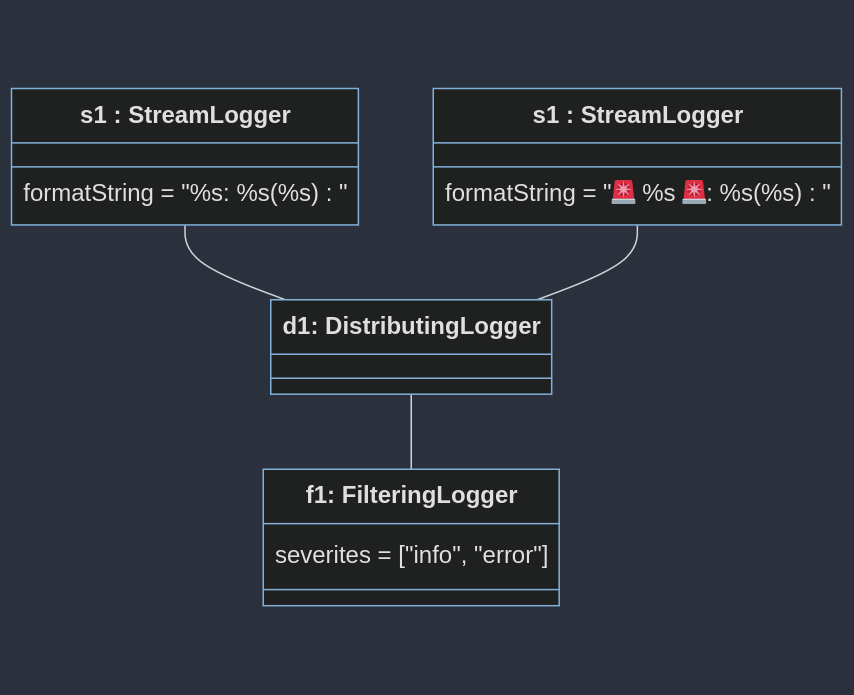 s1 : StreamLogger
formatString = "%s: %s(%s) : "
s1 : StreamLogger
formatString = "🚨 %s 🚨: %s(%s) : "
d1: DistributingLogger
f1: FilteringLogger
severites = ["info", "error"]